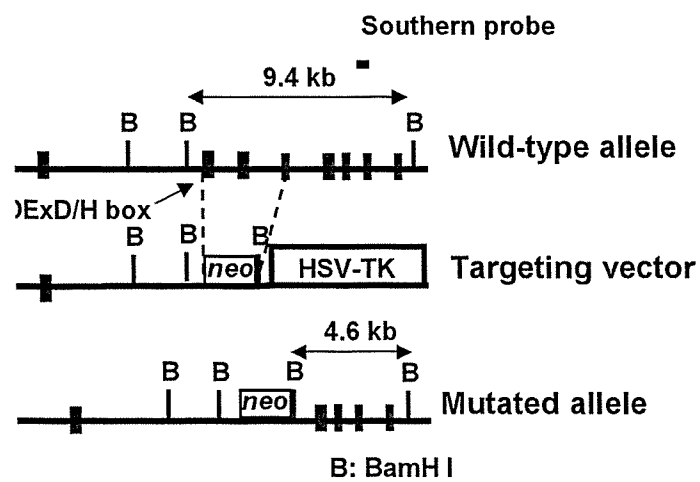 Southern probe
9.4 kb
B B B
Wild-type allele
DExD/H box
B B B
neo HSV-TK
Targeting vector
4.6 kb
B B B B
neo
Mutated allele
B: BamH I